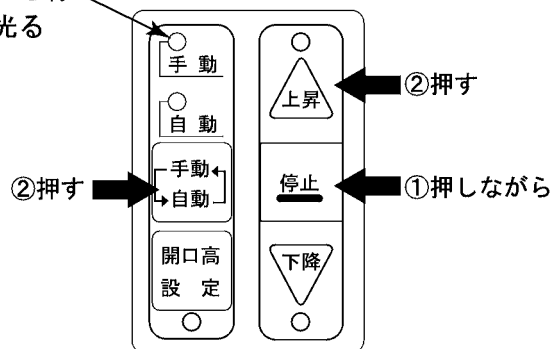 光る
手 動
自 動
手動
自動
開口高
設 定
上昇
停止
下降
②押す
②押す
①押しながら